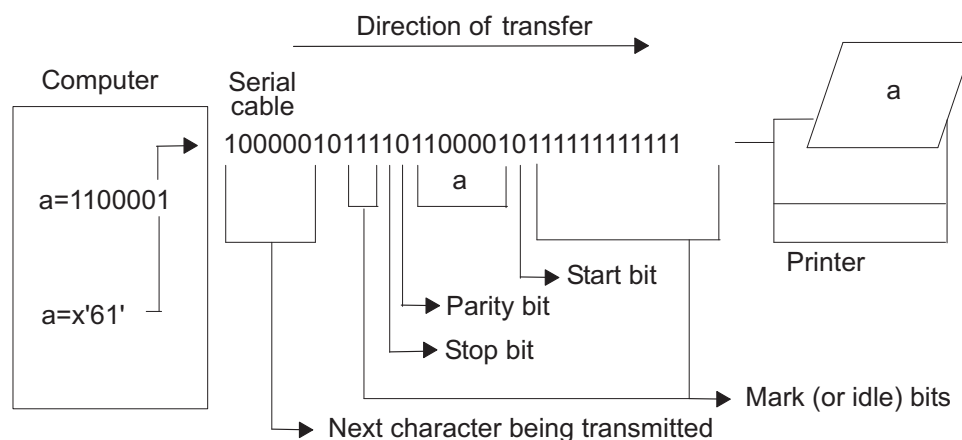 Direction of transfer
Computer
Serial
cable
a
100000101111011000010111111111111
a
a=1100001
Printer
Start bit
a=x'61'
Parity bit
Stop bit
Mark (or idle) bits
Next character being transmitted